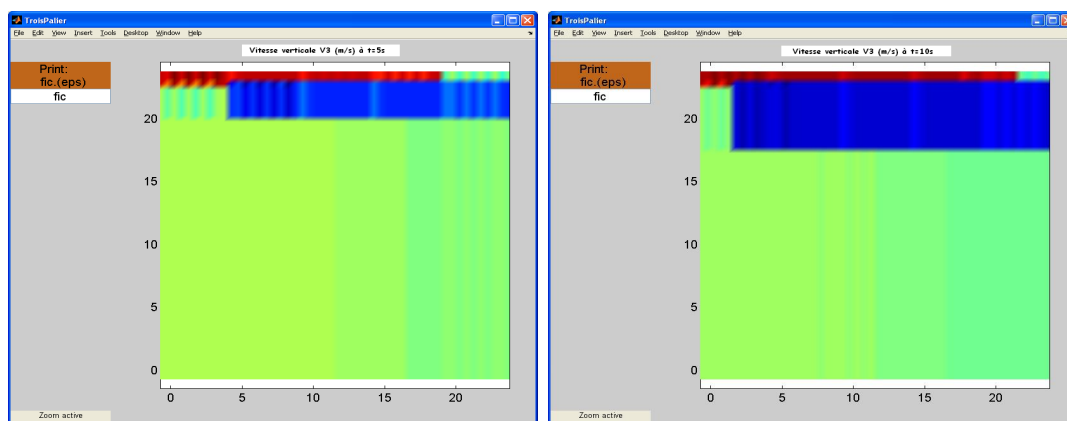 TroisPalier
File Edit View Insert Tools Desktop Window Help
Vitesse verticale V3 (m/s) à t=5s
Print:
fic.(eps)
fic
20
15
10
5
0
0 5 10 15 20
Zoom active
TroisPalier
File Edit View Insert Tools Desktop Window Help
Vitesse verticale V3 (m/s) à t=10s
Print:
fic.(eps)
fic
20
15
10
5
0
0 5 10 15 20
Zoom active